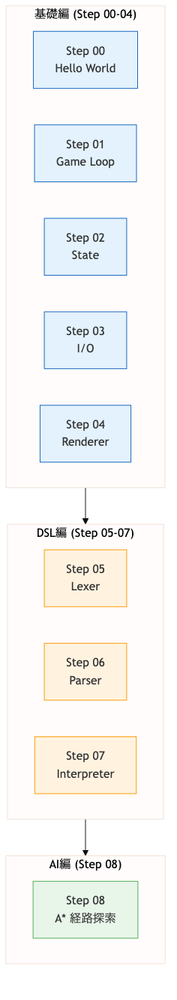 基礎編 (Step 00-04)
Step 00
Hello World
Step 01
Game Loop
Step 02
State
Step 03
I/O
Step 04
Renderer
DSL編 (Step 05-07)
Step 05
Lexer
Step 06
Parser
Step 07
Interpreter
AI編 (Step 08)
Step 08
A* 経路探索